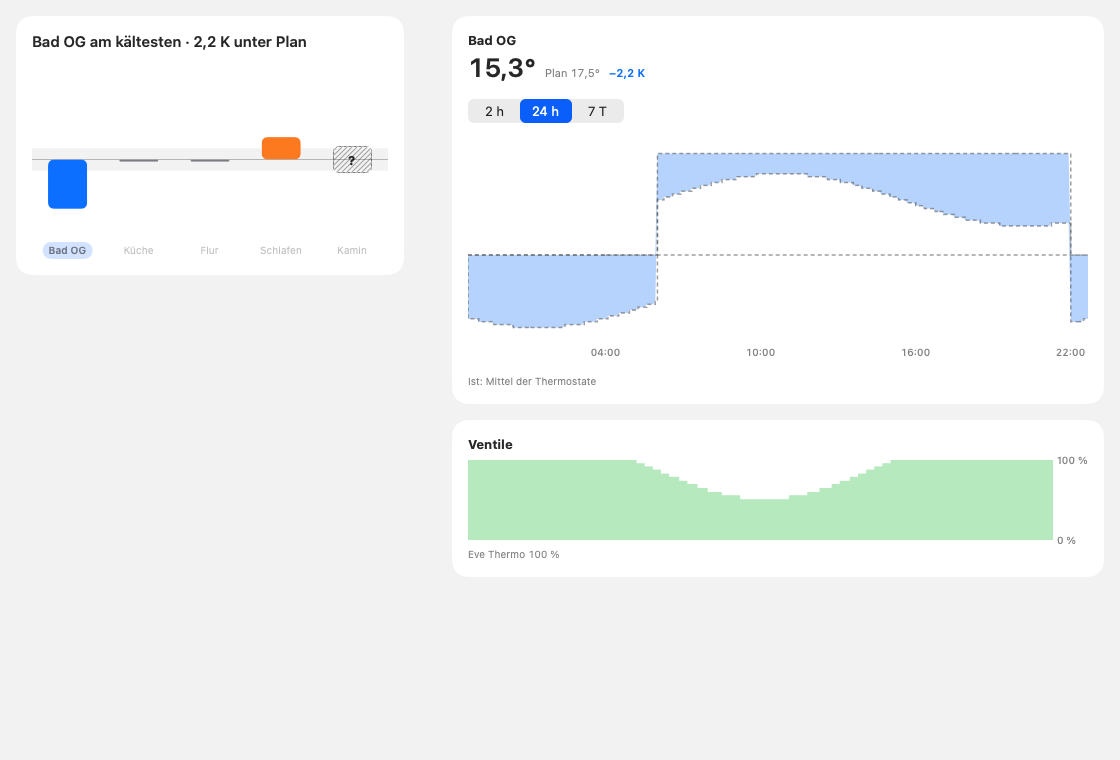 Bad OG am kältesten · 2,2 K unter Plan
?
Bad OG Küche Flur Schlafen Kamin
Bad OG
15,3° Plan 17,5° −2,2 K
2 h 24 h 7 T
04:00 10:00 16:00 22:00
Ist: Mittel der Thermostate
Ventile
100 %
0 %
Eve Thermo 100 %